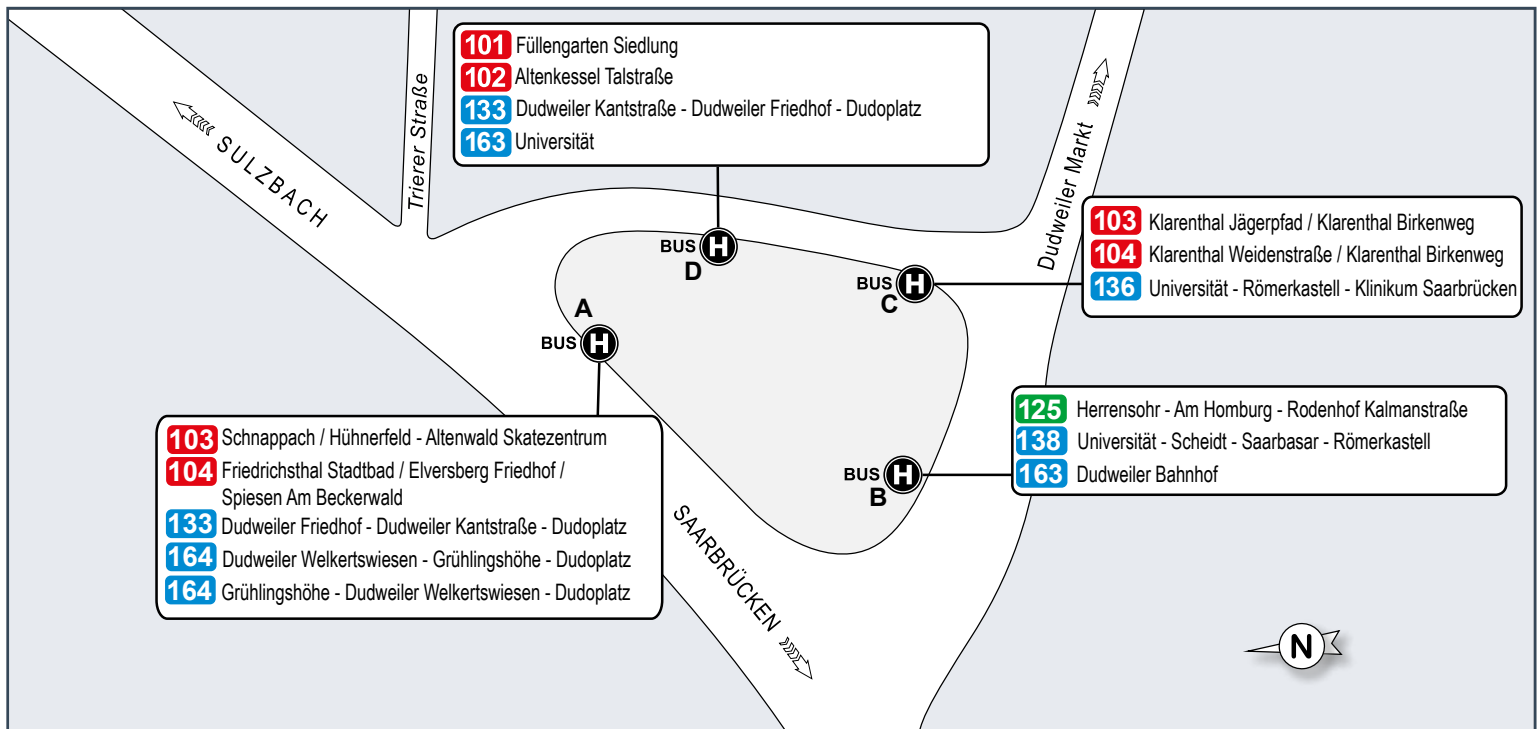 101 Füllengarten Siedlung
102 Altenkessel Talstraße
133 Dudweiler Kantstraße - Dudweiler Friedhof - Dudoplatz
163 Universität
Trierer Straße
SULZBACH
Dudweiler Markt
103 Klarenthal Jägerpfad / Klarenthal Birkenweg
104 Klarenthal Weidenstraße / Klarenthal Birkenweg
136 Universität - Römerkastell - Klinikum Saarbrücken
BUS H
D
BUS H
C
A
BUS H
125 Herrensohr - Am Homburg - Rodenhof Kalmanstraße
138 Universität - Scheidt - Saarbasar - Römerkastell
163 Dudweiler Bahnhof
BUS H
B
103 Schnappach / Hühnerfeld - Altenwald Skatezentrum
104 Friedrichsthal Stadtbad / Elversberg Friedhof /
Spiesen Am Beckerwald
133 Dudweiler Friedhof - Dudweiler Kantstraße - Dudoplatz
164 Dudweiler Welkertswiesen - Grühlingshöhe - Dudoplatz
164 Grühlingshöhe - Dudweiler Welkertswiesen - Dudoplatz
SAARBRÜCKEN
N